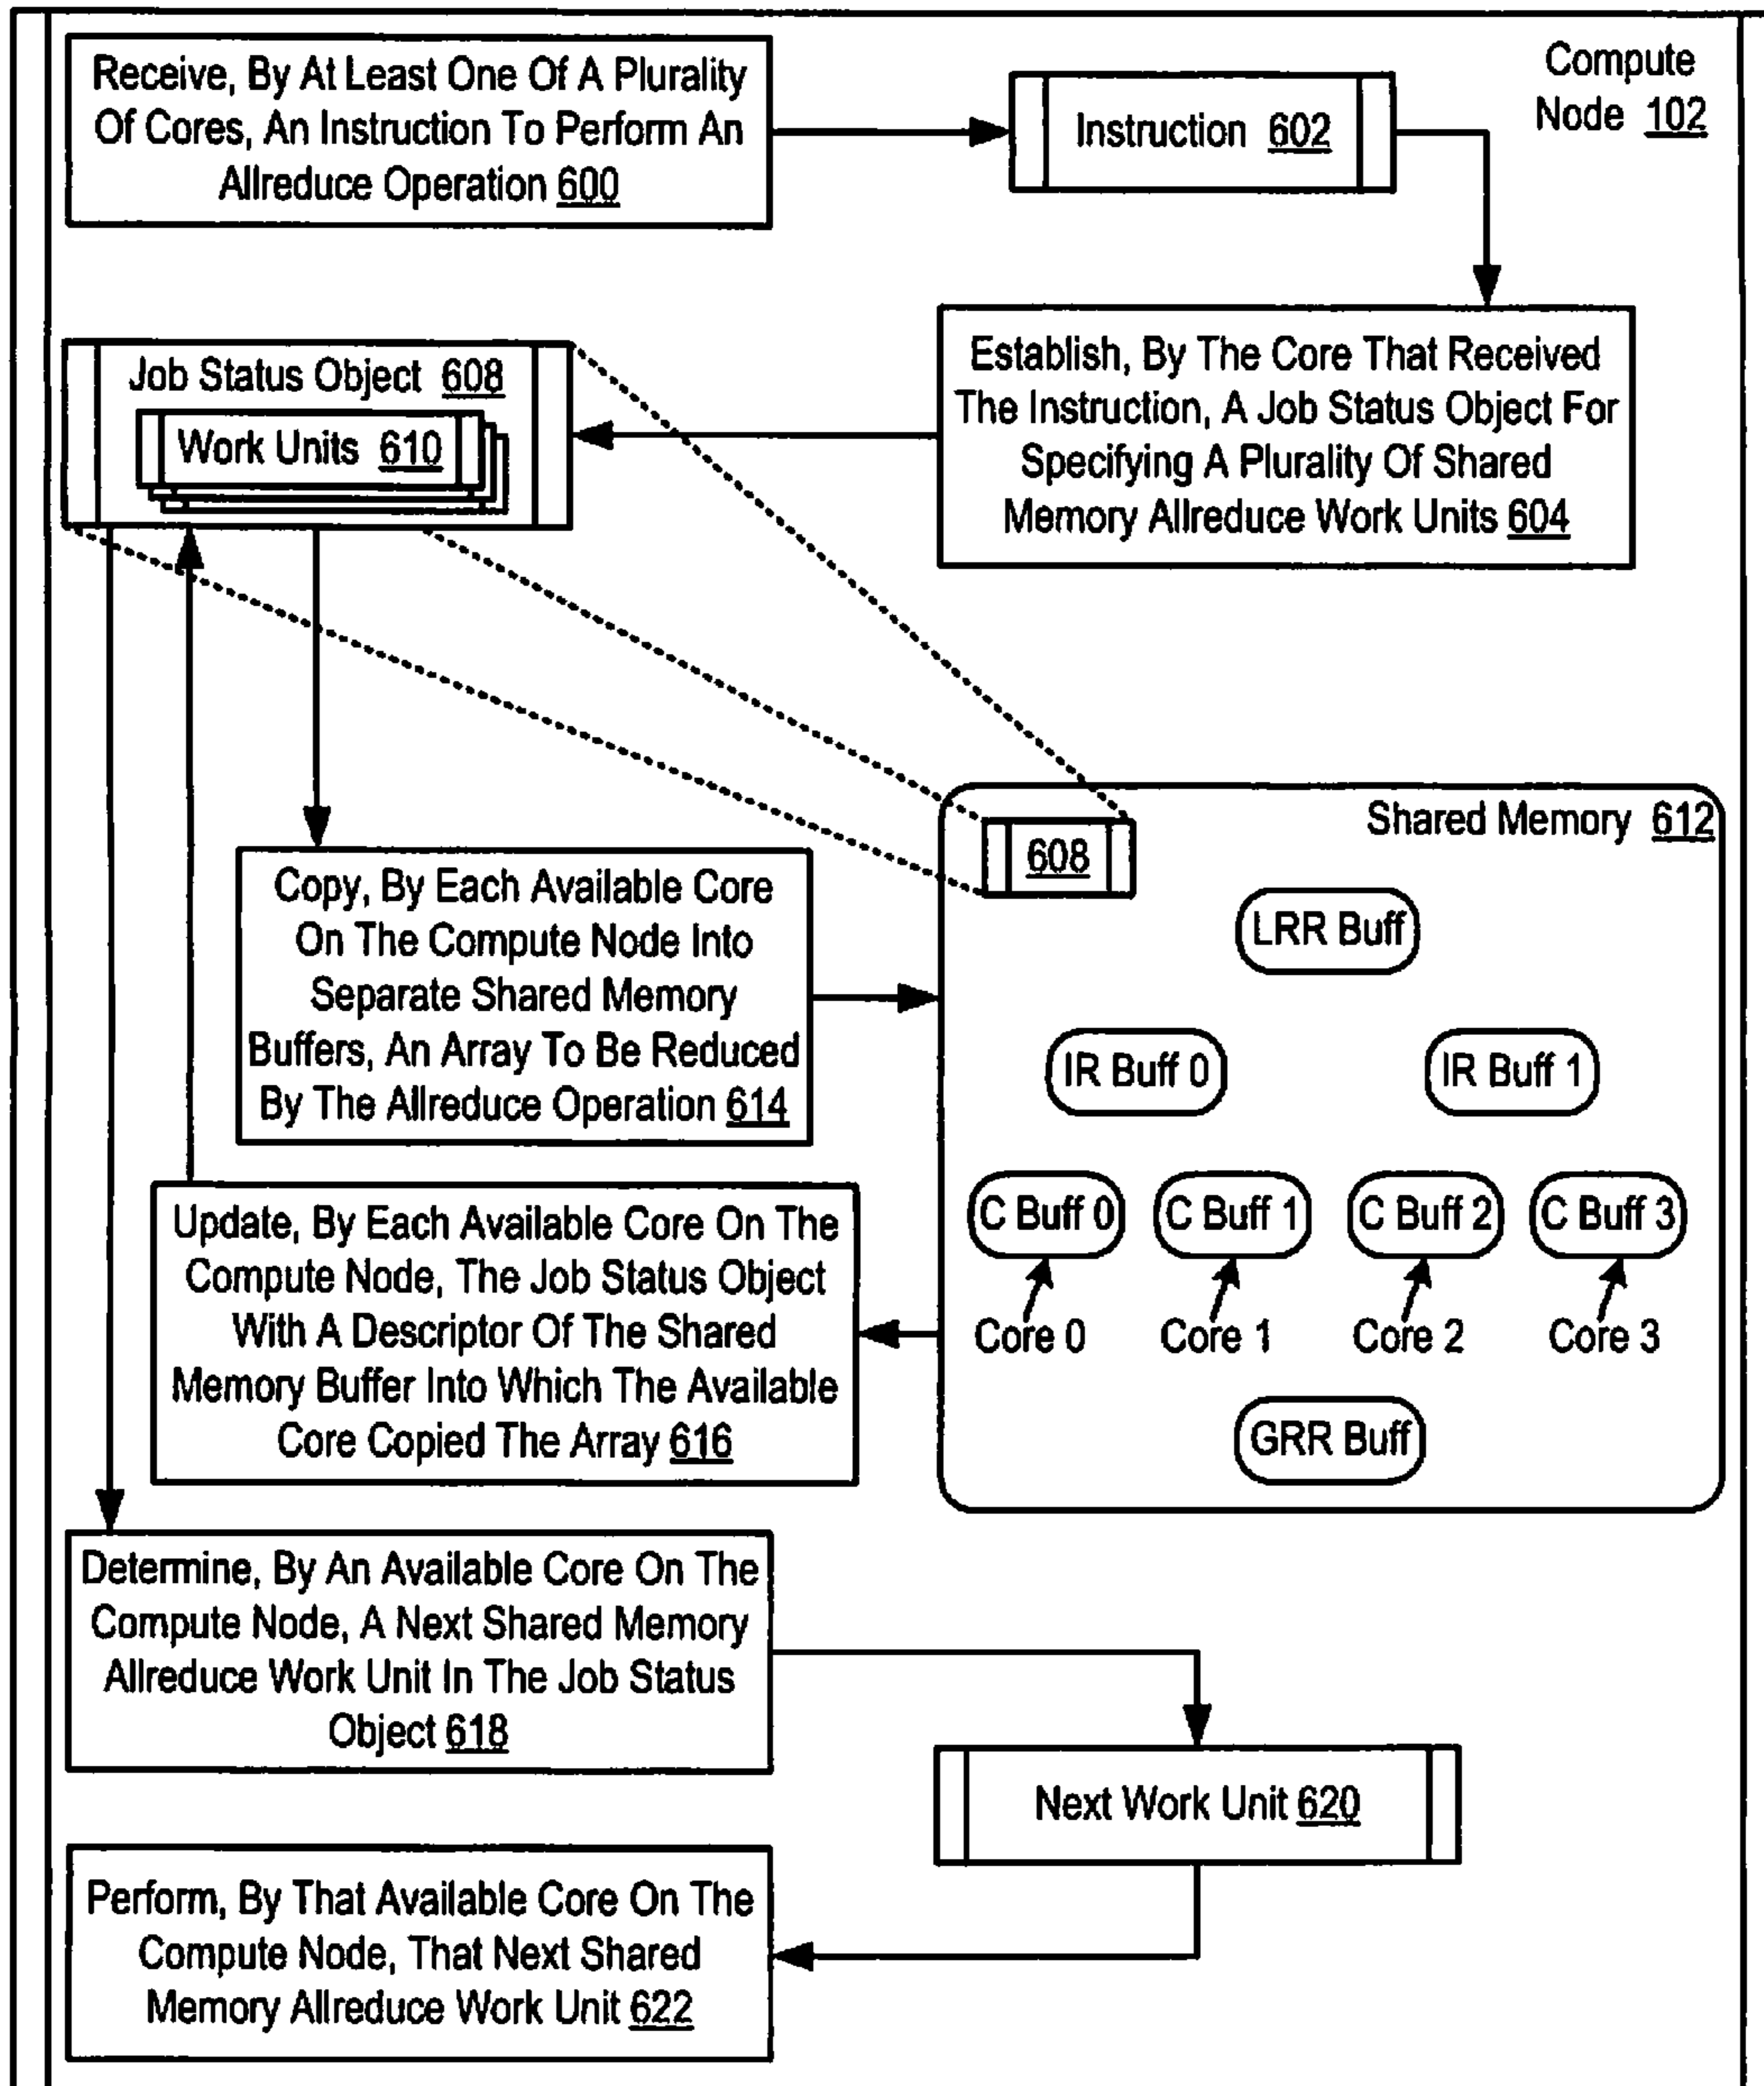 Receive, By At Least One Of A Plurality
Of Cores, An Instruction To Perform An
Allreduce Operation 600
Instruction 602
Compute
Node 102
Job Status Object 608
Work Units 610
Establish, By The Core That Received
The Instruction, A Job Status Object For
Specifying A Plurality Of Shared
Memory Allreduce Work Units 604
Shared Memory 612
608
LRR Buff
IR Buff 0
IR Buff 1
C Buff 0
C Buff 1
C Buff 2
C Buff 3
Core 0
Core 1
Core 2
Core 3
GRR Buff
Copy, By Each Available Core
On The Compute Node Into
Separate Shared Memory
Buffers, An Array To Be Reduced
By The Allreduce Operation 614
Update, By Each Available Core On The
Compute Node, The Job Status Object
With A Descriptor Of The Shared
Memory Buffer Into Which The Available
Core Copied The Array 616
Determine, By An Available Core On The
Compute Node, A Next Shared Memory
Allreduce Work Unit In The Job Status
Object 618
Next Work Unit 620
Perform, By That Available Core On The
Compute Node, That Next Shared
Memory Allreduce Work Unit 622